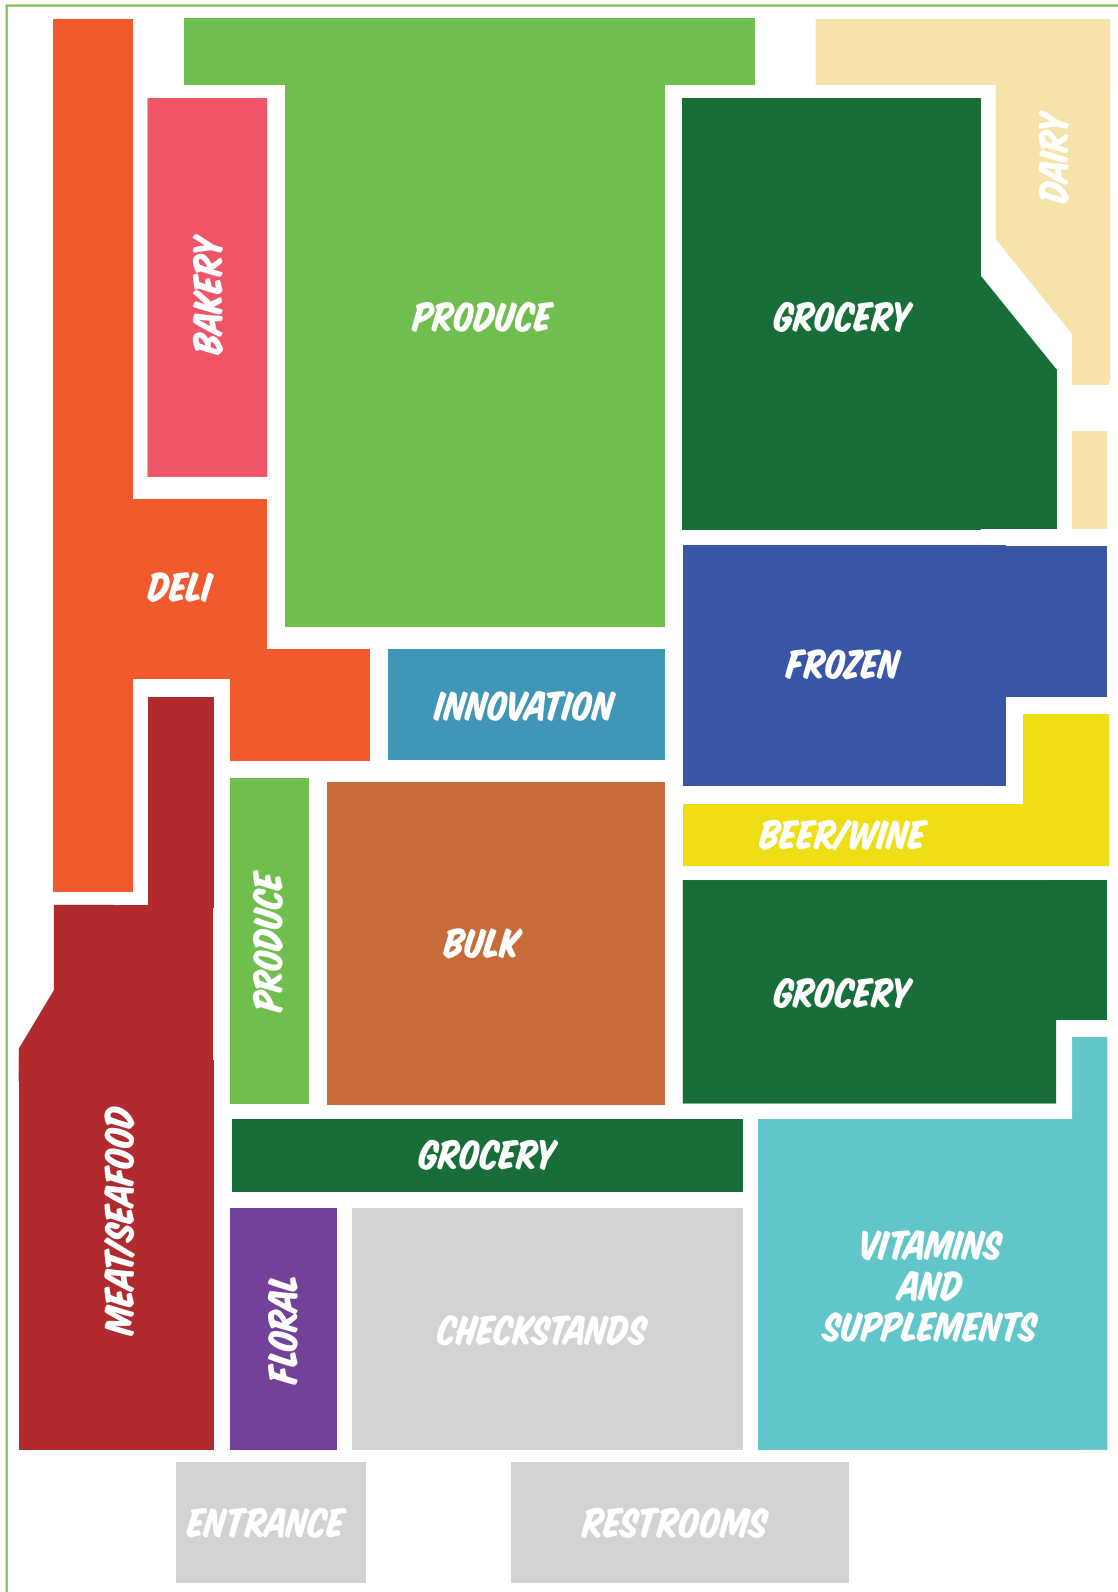 DAIRY
BAKERY
PRODUCE
GROCERY
DELI
FROZEN
INNOVATION
BEER/WINE
PRODUCE
BULK
GROCERY
MEAT/SEAFOOD
GROCERY
VITAMINS
AND
SUPPLEMENTS
FLORAL
CHECKSTANDS
ENTRANCE
RESTROOMS